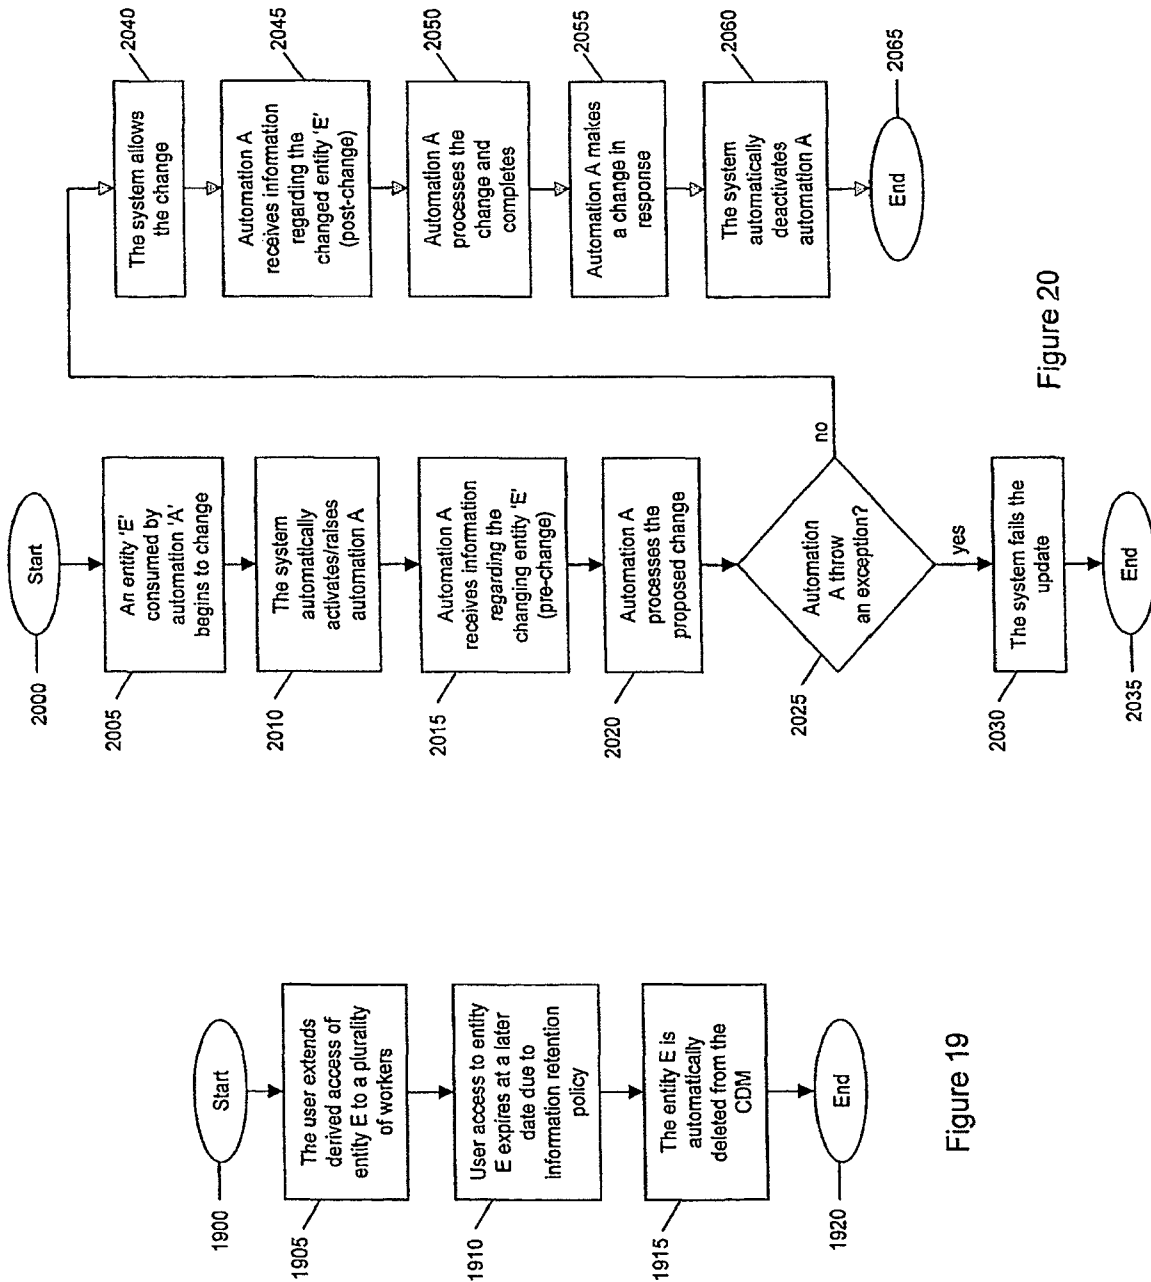 2000
Start
2005
An entity 'E'
consumed by
automation 'A'
begins to change
2010
The system
automatically
activates/raises
automation A
2015
Automation A
receives information
regarding the
changing entity 'E'
(pre-change)
2020
Automation A
processes the
proposed change
2025
Automation
A throw
an exception?
no
yes
2030
The system fails the
update
2035
End
2040
The system allows
the change
2045
Automation A
receives information
regarding the
changed entity 'E'
(post-change)
2050
Automation A
processes the
change and
completes
2055
Automation A makes
a change in
response
2060
The system
automatically
deactivates
automation A
2065
End
Figure 20
1900
Start
1905
The user extends
derived access of
entity E to a plurality
of workers
1910
User access to entity
E expires at a later
date due to
information retention
policy
1915
The entity E is
automatically
deleted from the
CDM
1920
End
Figure 19